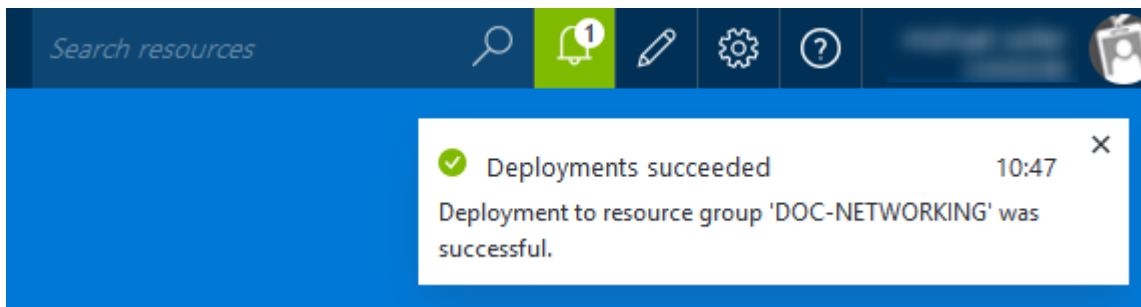 Search resources
1
?
Deployments succeeded 10:47
Deployment to resource group 'DOC-NETWORKING' was
successful.